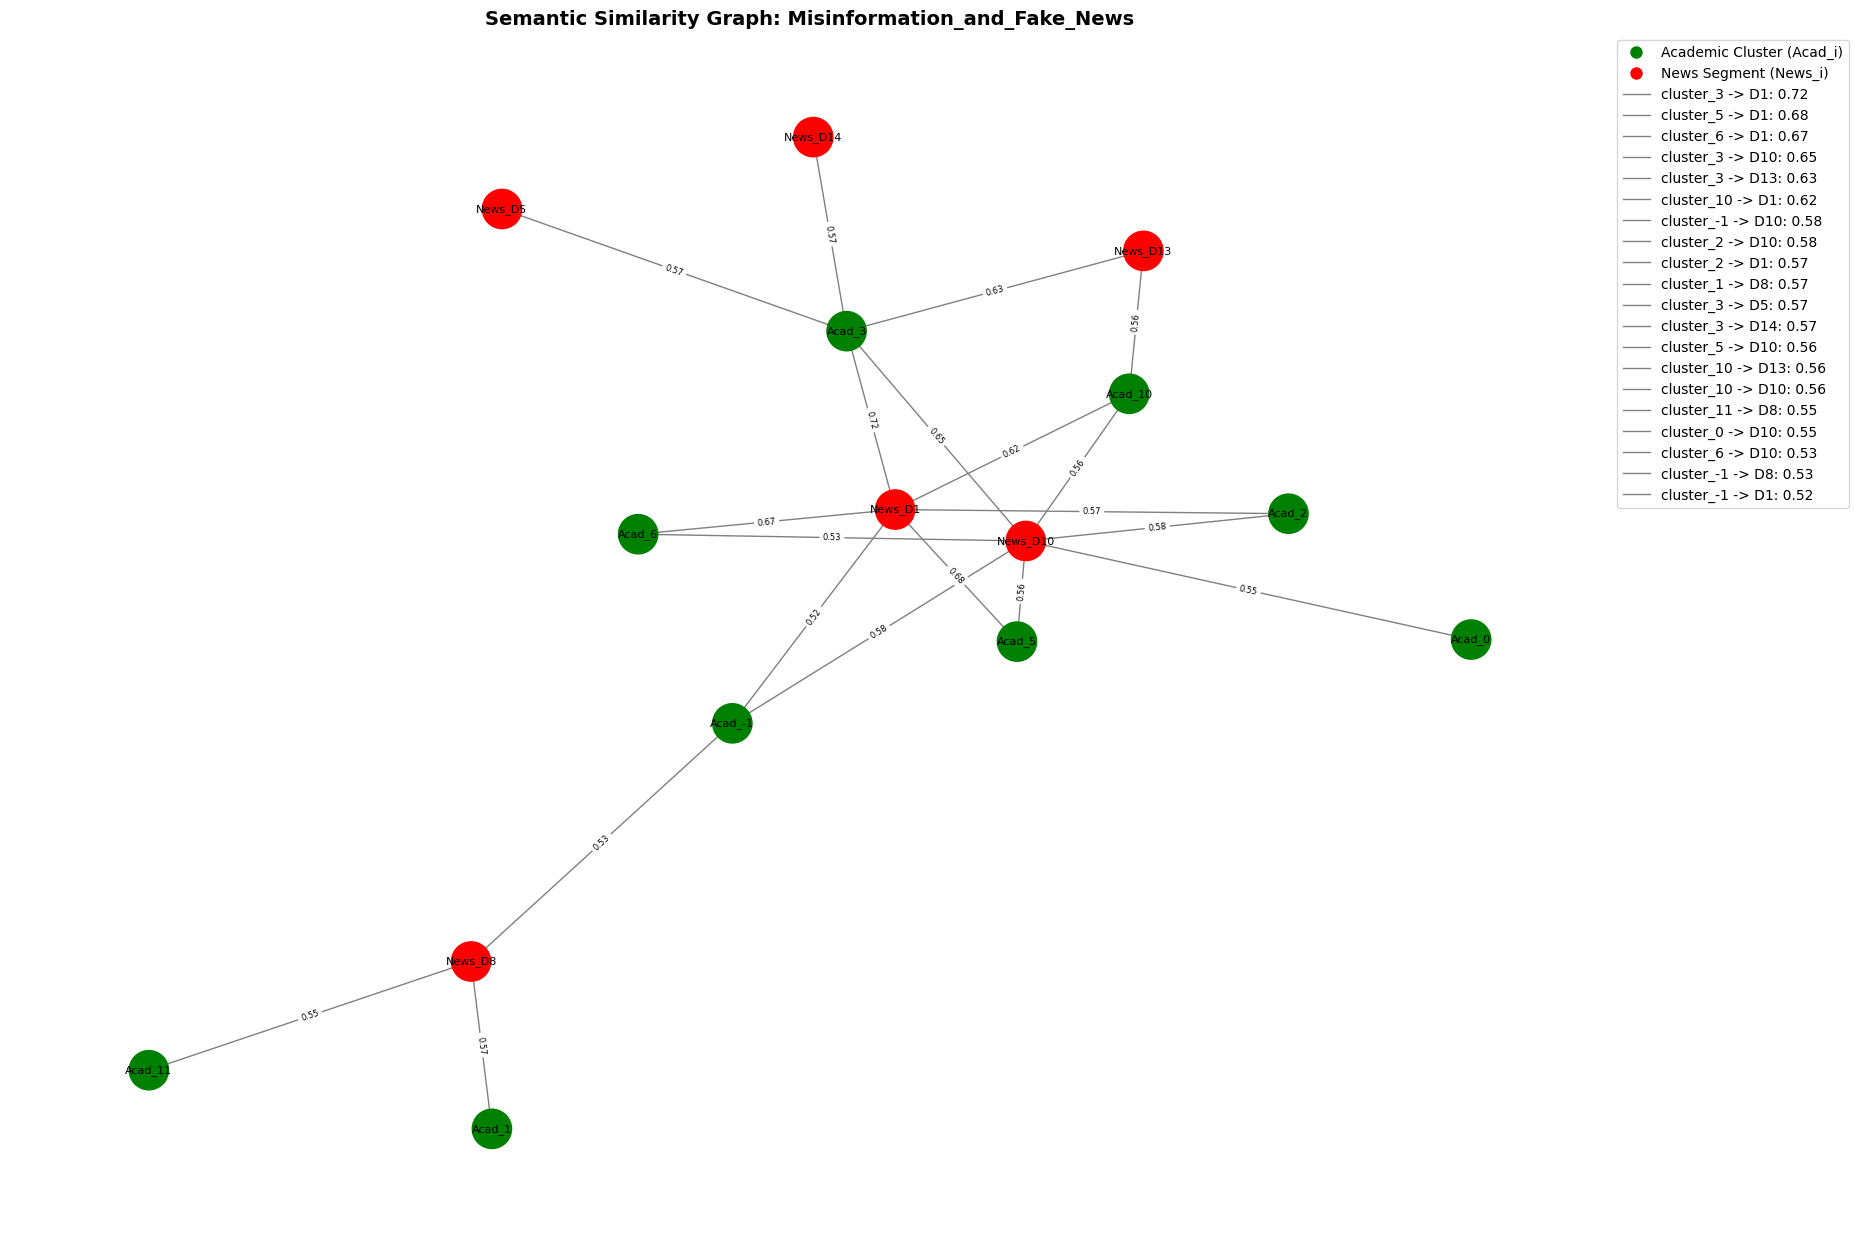 Semantic Similarity Graph: Misinformation_and_Fake_News
Academic Cluster (Acad_i)
News Segment (News_i)
cluster_3 -> D1: 0.72
cluster_5 -> D1: 0.68
cluster_6 -> D1: 0.67
cluster_3 -> D10: 0.65
cluster_3 -> D13: 0.63
cluster_10 -> D1: 0.62
cluster_-1 -> D10: 0.58
cluster_2 -> D10: 0.58
cluster_2 -> D1: 0.57
cluster_1 -> D8: 0.57
cluster_3 -> D5: 0.57
cluster_3 -> D14: 0.57
cluster_5 -> D10: 0.56
cluster_10 -> D13: 0.56
cluster_10 -> D10: 0.56
cluster_11 -> D8: 0.55
cluster_0 -> D10: 0.55
cluster_6 -> D10: 0.53
cluster_-1 -> D8: 0.53
cluster_-1 -> D1: 0.52
News_D14
News_D5
0.57
News_D13
0.57
0.63
0.56
Acad_3
Acad_10
0.72
0.65
0.62
0.56
News_D1
0.57
Acad_2
0.67
0.58
Acad_6
0.53
News_D10
0.68
0.56
0.55
0.52
0.58
Acad_5
Acad_0
Acad_-1
0.53
News_D8
0.55
0.57
Acad_11
Acad_1